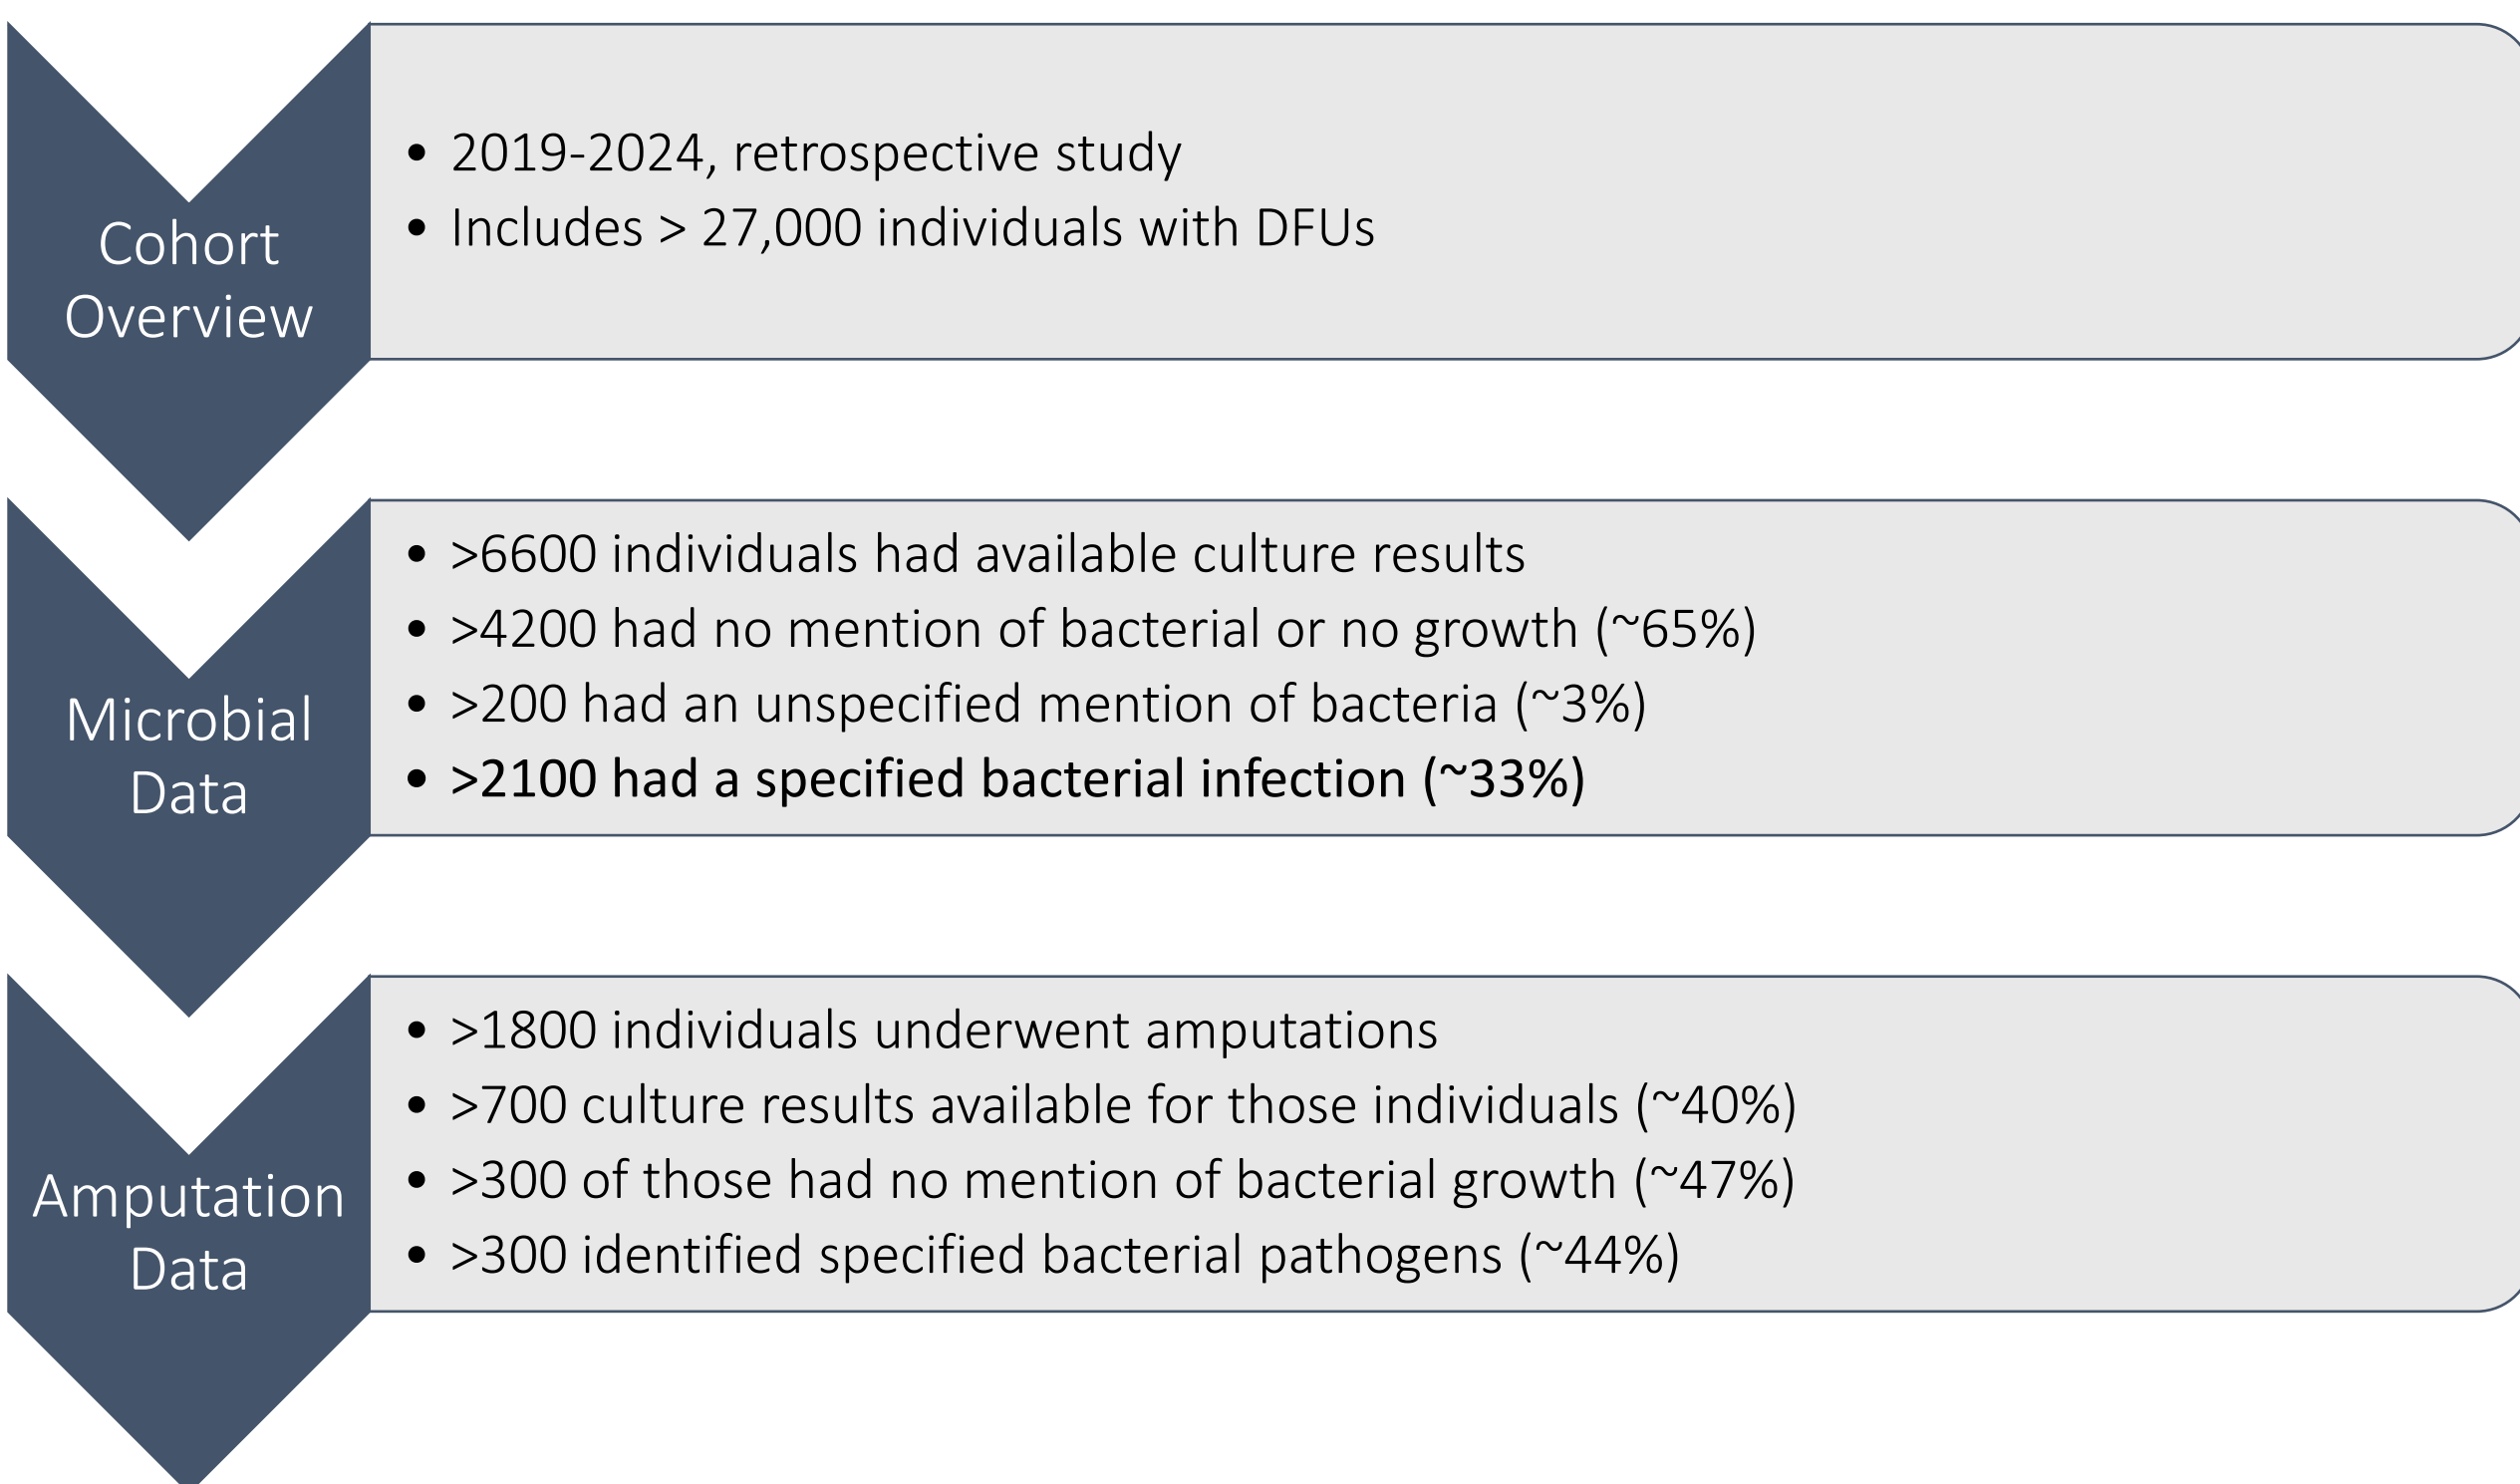 Cohort
Overview
• 2019-2024, retrospective study
• Includes > 27,000 individuals with DFUs
Microbial
Data
• >6600 individuals had available culture results
• >4200 had no mention of bacterial or no growth (~65%)
• >200 had an unspecified mention of bacteria (~3%)
• >2100 had a specified bacterial infection (~33%)
Amputation
Data
• >1800 individuals underwent amputations
• >700 culture results available for those individuals (~40%)
• >300 of those had no mention of bacterial growth (~47%)
• >300 identified specified bacterial pathogens (~44%)